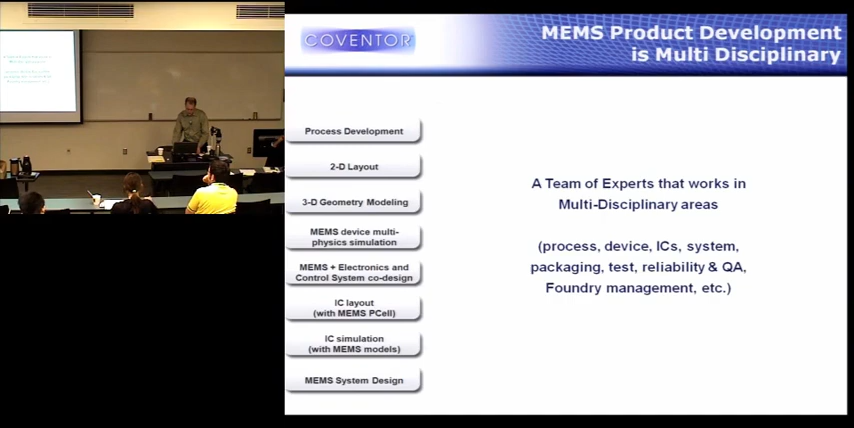 COVENTOR
MEMS Product Development
is Multi Disciplinary
Process Development
2-D Layout
3-D Geometry Modeling
MEMS device multi-
physics simulation
MEMS + Electronics and
Control System co-design
IC layout
(with MEMS PCell)
IC simulation
(with MEMS models)
MEMS System Design
A Team of Experts that works in
Multi-Disciplinary areas
(process, device, ICs, system,
packaging, test, reliability & QA,
Foundry management, etc.)